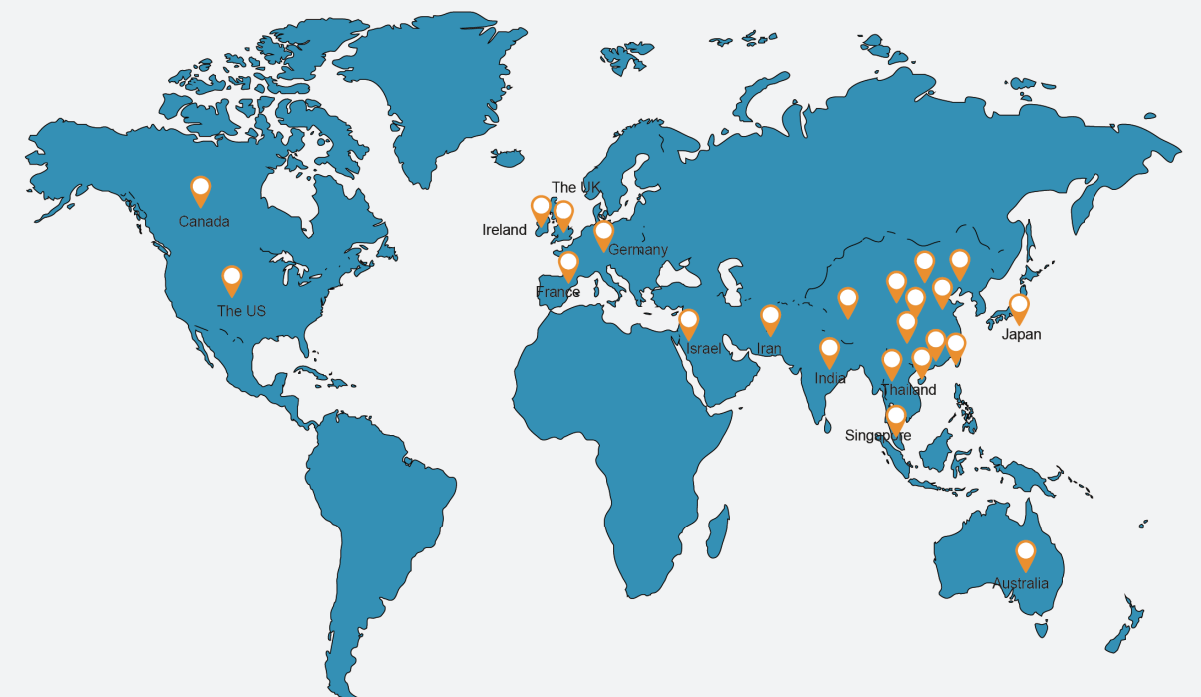 The UK
Canada
Ireland
Germany
France
The US
Japan
Israel
Iran
India
Thailand
Singapore
Australia